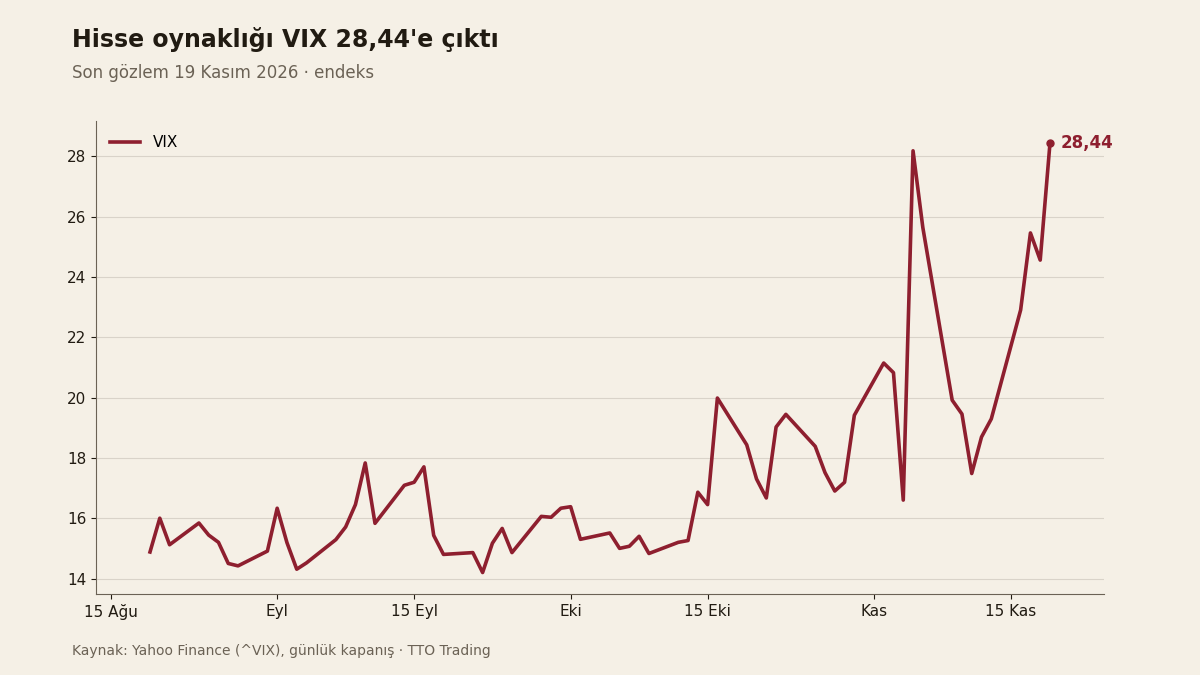 Hisse oynaklığı VIX 28,44'e çıktı
Son gözlem 19 Kasım 2026 · endeks
VIX
28,44
28
26
24
22
20
18
16
14
15 Ağu
Eyl
15 Eyl
Eki
15 Eki
Kas
15 Kas
Kaynak: Yahoo Finance (^VIX), günlük kapanış · TTO Trading